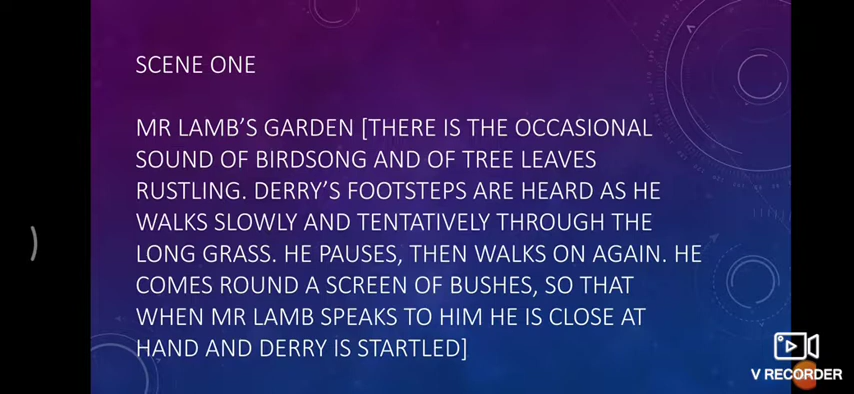 SCENE ONE
MR LAMB'S GARDEN [THERE IS THE OCCASIONAL
SOUND OF BIRDSONG AND OF TREE LEAVES
RUSTLING. DERRY'S FOOTSTEPS ARE HEARD AS HE
WALKS SLOWLY AND TENTATIVELY THROUGH THE
LONG GRASS. HE PAUSES, THEN WALKS ON AGAIN. HE
COMES ROUND A SCREEN OF BUSHES, SO THAT
WHEN MR LAMB SPEAKS TO HIM HE IS CLOSE AT
HAND AND DERRY IS STARTLED]
V RECORDER